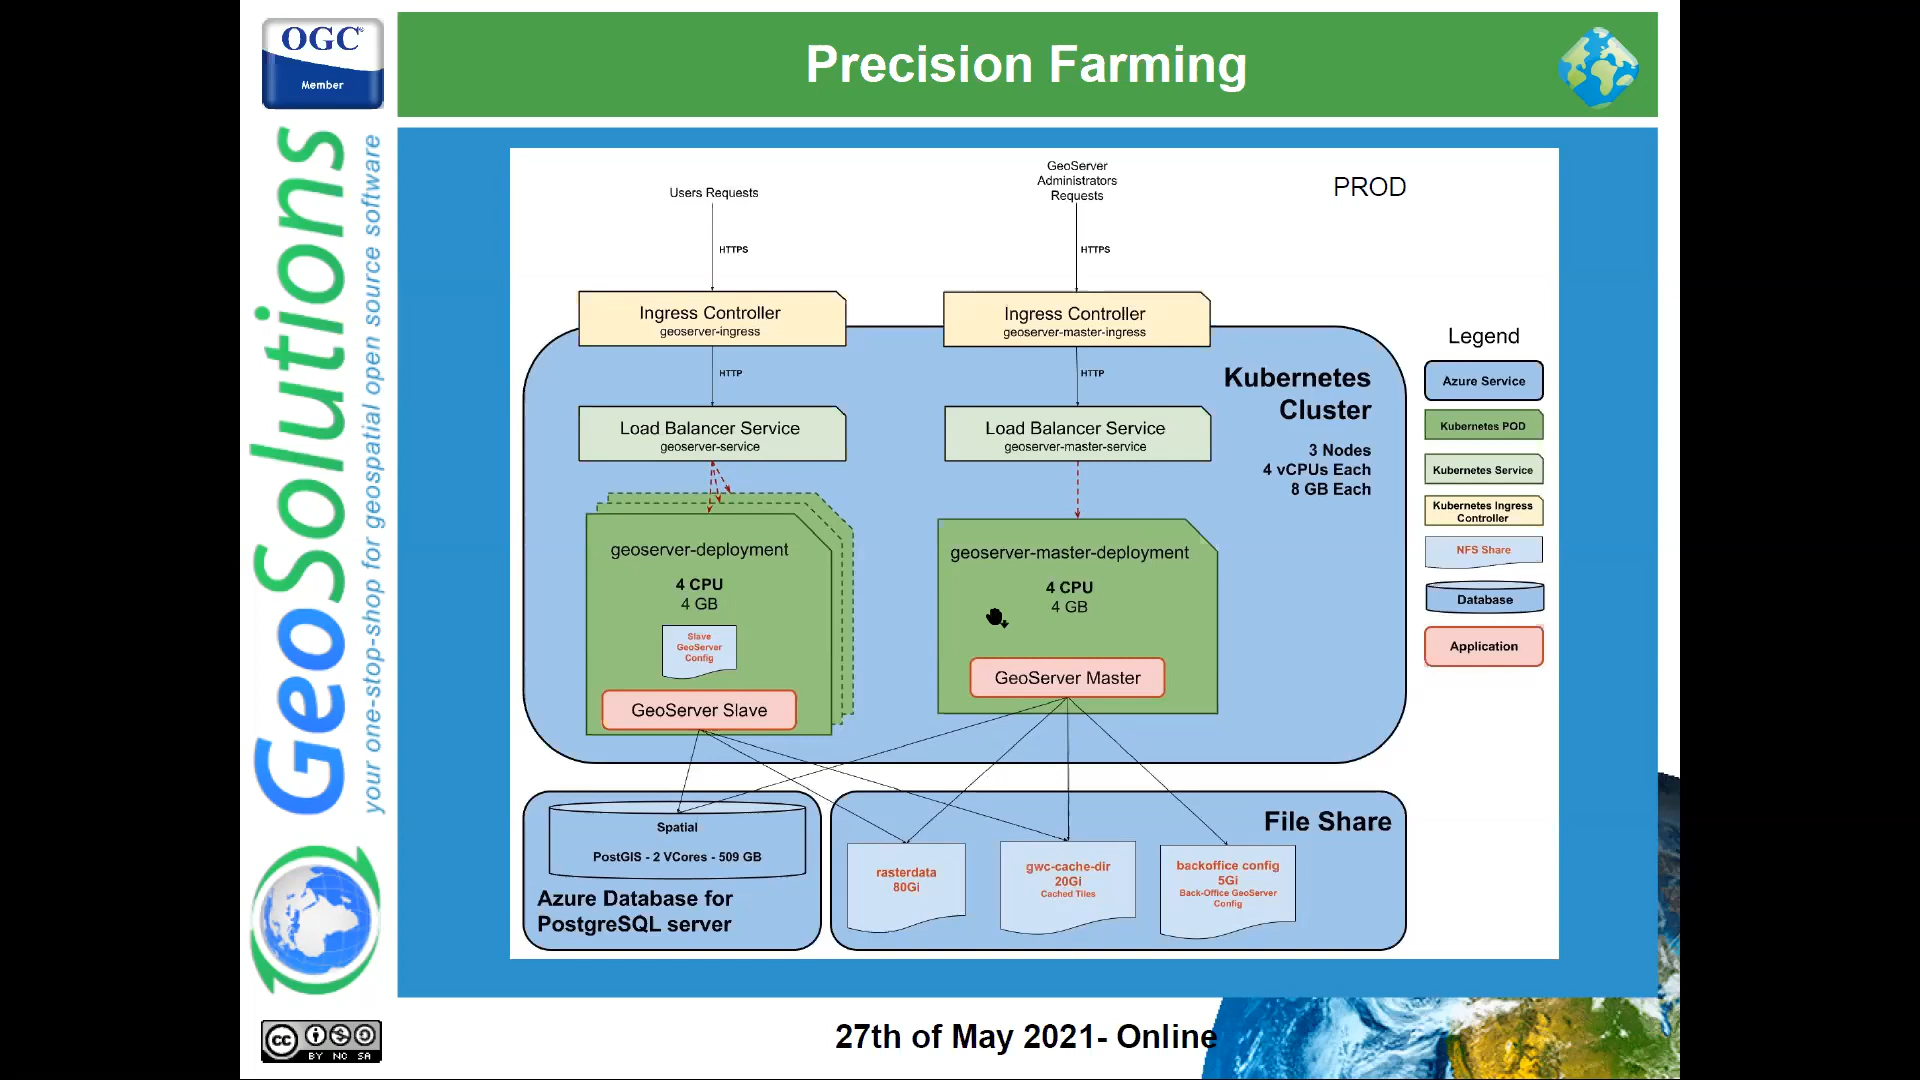 OGC®
Member
Precision Farming
GeoSolutions
your one-stop-shop for geospatial open source software
PROD
Users Requests
GeoServer
Administrators
Requests
HTTPS
HTTPS
Ingress Controller
geoserver-ingress
Ingress Controller
geoserver-master-ingress
HTTP
HTTP
Load Balancer Service
geoserver-service
Load Balancer Service
geoserver-master-service
Kubernetes
Cluster
3 Nodes
4 vCPUs Each
8 GB Each
geoserver-deployment
4 CPU
4 GB
Slave
GeoServer
Config
GeoServer Slave
geoserver-master-deployment
4 CPU
4 GB
GeoServer Master
Legend
Azure Service
Kubernetes POD
Kubernetes Service
Kubernetes Ingress
Controller
NFS Share
Database
Application
Spatial
PostGIS - 2 VCores - 509 GB
Azure Database for
PostgreSQL server
File Share
rasterdata
80Gi
gwc-cache-dir
20Gi
Cached Tiles
backoffice config
5Gi
Back-Office GeoServer
Config
27th of May 2021- Online
cc
BY NC SA